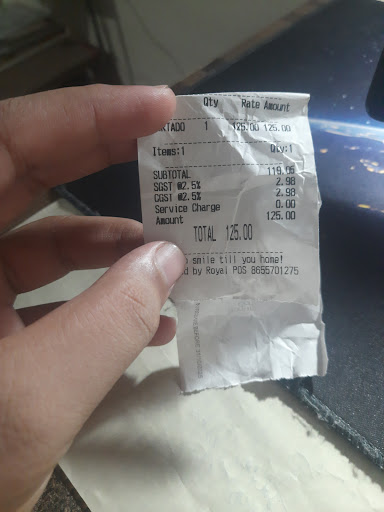 Qty Rate Amount
RTADO 1 125.00 125.00
Items:1 Qty:1
SUBTOTAL 119.05
SGST @2.5% 2.98
CGST @2.5% 2.98
Service Charge 0.00
Amount 125.00
TOTAL 125.00
smile till you home!
d by Royal POS 8655701275